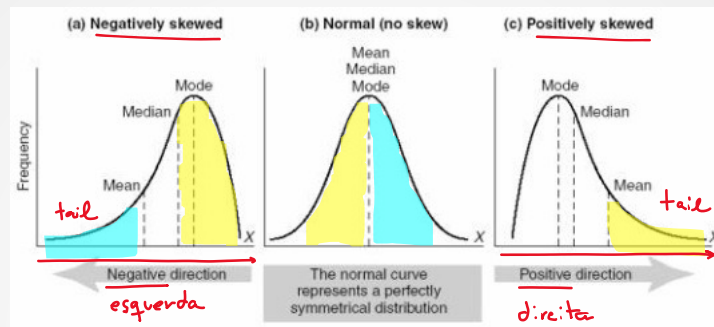 (a) Negatively skewed
(b) Normal (no skew)
(c) Positively skewed
Frequency
Mode
Median
Mean
tail
X
Mean
Median
Mode
X
Mode
Median
Mean
tail
X
Negative direction
esquerda
The normal curve
represents a perfectly
symmetrical distribution
Positive direction
direita